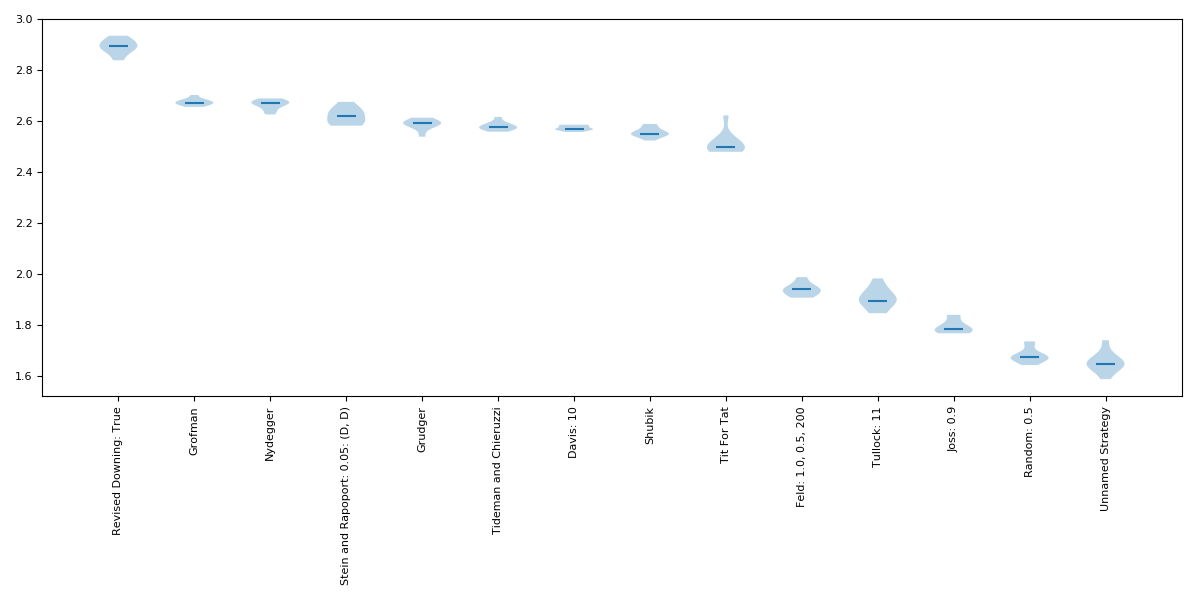 3.0
2.8
2.6
2.4
2.2
2.0
1.8
1.6
Revised Downing: True
Grofman
Nydegger
Stein and Rapoport: 0.05: (D, D)
Grudger
Tideman and Chieruzzi
Davis: 10
Shubik
Tit For Tat
Feld: 1.0, 0.5, 200
Tullock: 11
Joss: 0.9
Random: 0.5
Unnamed Strategy